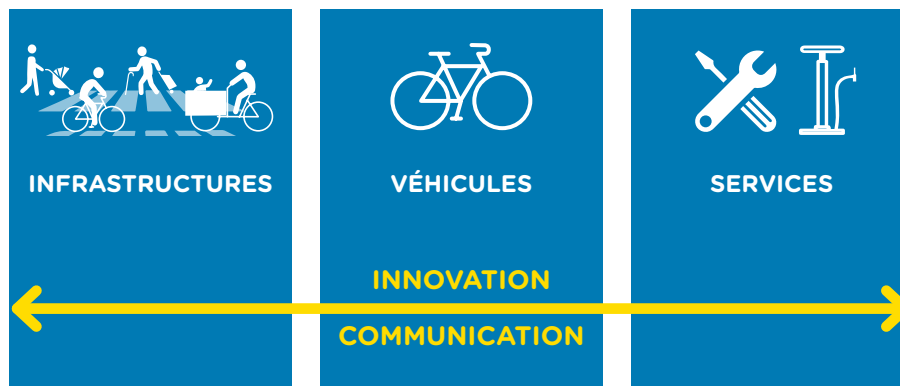 INFRASTRUCTURES
VÉHICULES
SERVICES
INNOVATION
COMMUNICATION